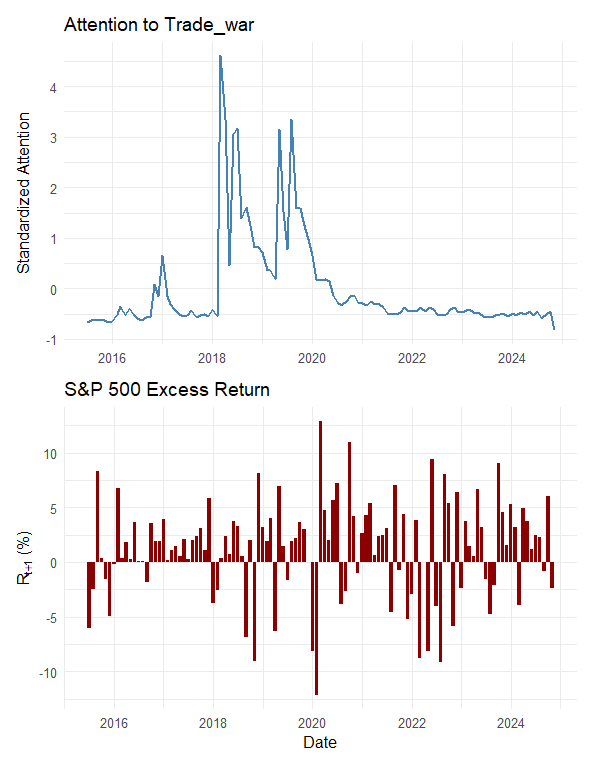 Attention to Trade_war
Standardized Attention
4
3
2
1
0
-1
2016 2018 2020 2022 2024
S&P 500 Excess Return
Rt+1 (%)
10
5
0
-5
-10
2016 2018 2020 2022 2024
Date